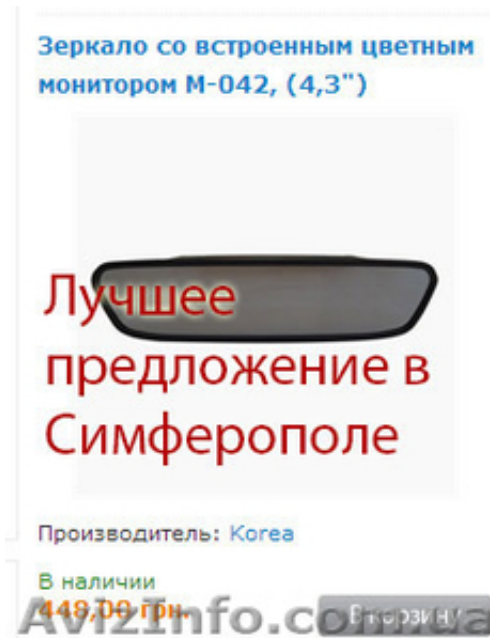 Зеркало со встроенным цветным
монитором M-042, (4,3")
Лучшее
предложение в
Симферополе
Производитель: Korea
В наличии
448,00 грн.
В корзину
AvizInfo.com.ua